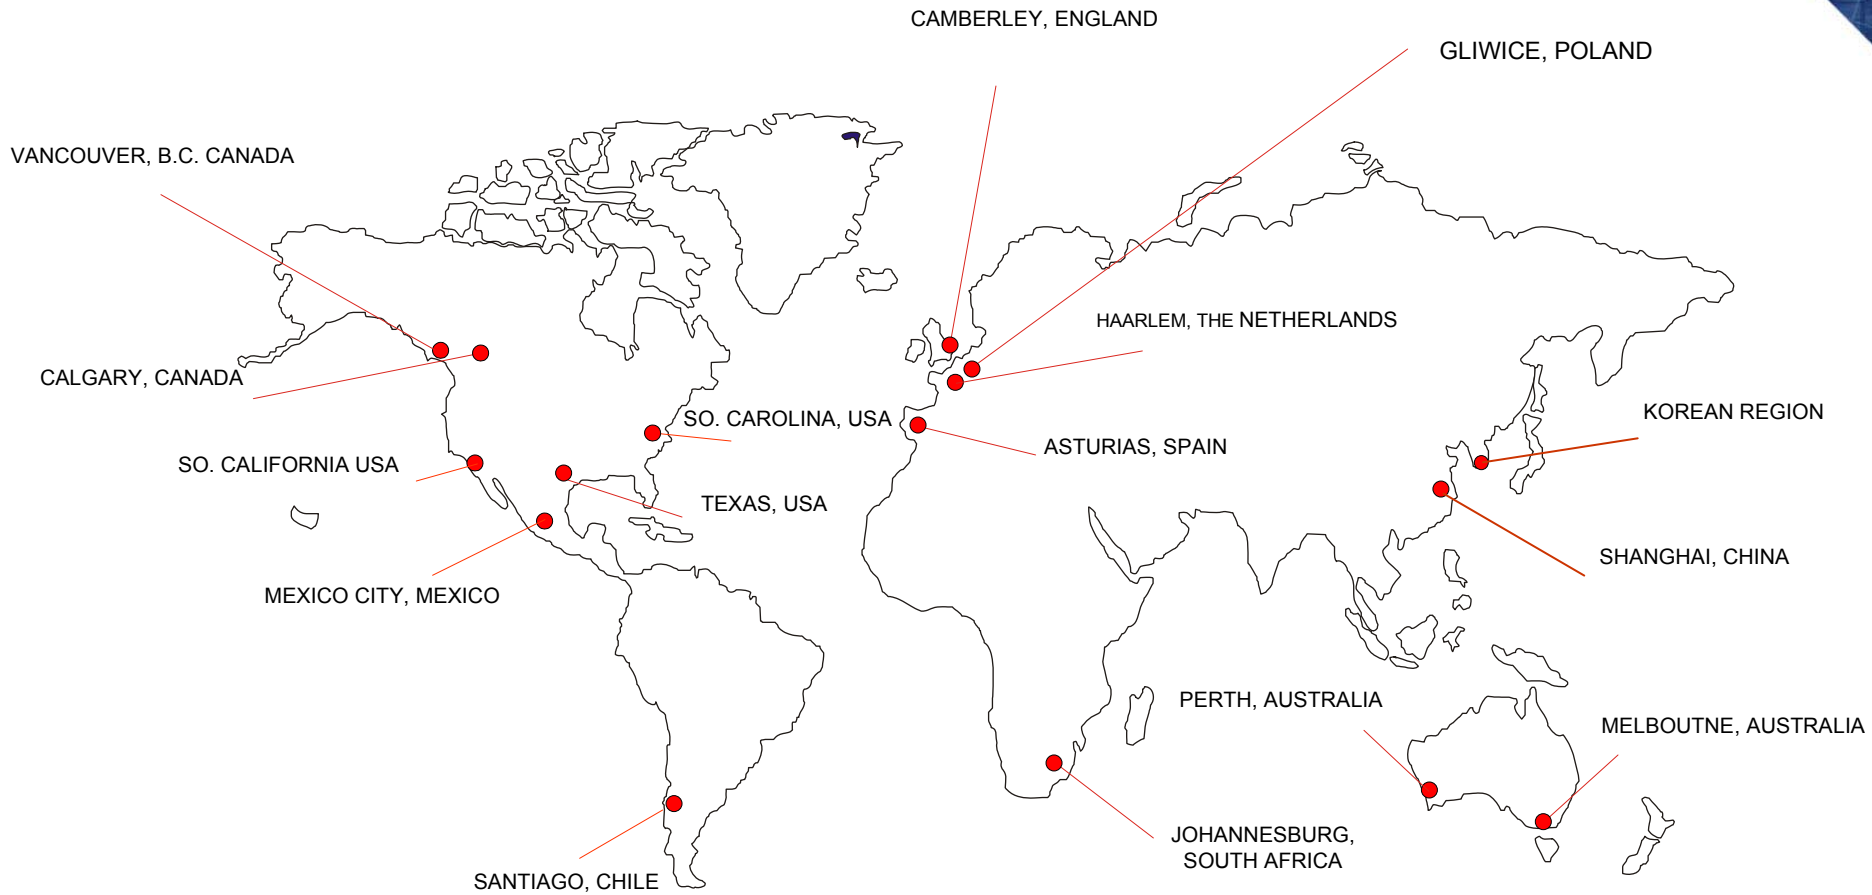 CAMBERLEY, ENGLAND
GLIWICE, POLAND
VANCOUVER, B.C. CANADA
HAARLEM, THE NETHERLANDS
CALGARY, CANADA
KOREAN REGION
SO. CAROLINA, USA
ASTURIAS, SPAIN
SO. CALIFORNIA USA
TEXAS, USA
SHANGHAI, CHINA
MEXICO CITY, MEXICO
PERTH, AUSTRALIA
MELBOUTNE, AUSTRALIA
JOHANNESBURG,
SOUTH AFRICA
SANTIAGO, CHILE